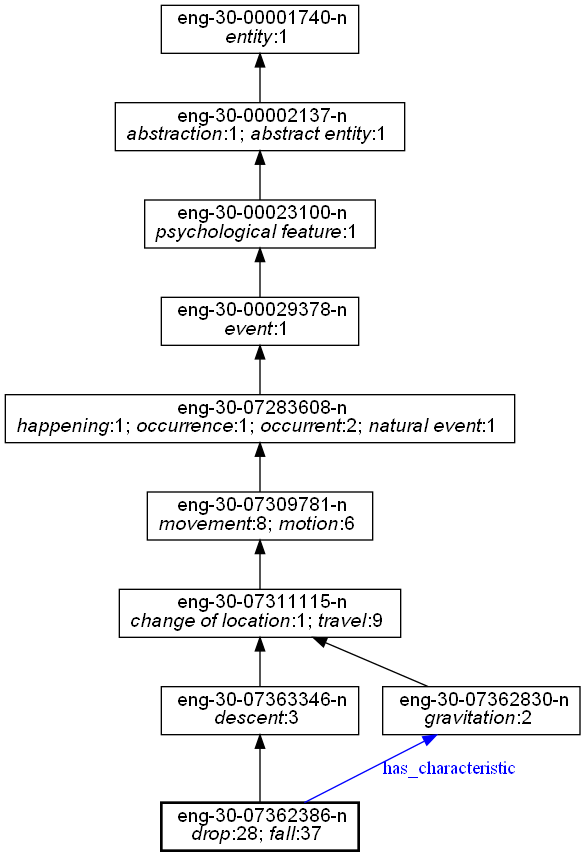 eng-30-00001740-n
entity:1
eng-30-00002137-n
abstraction:1; abstract entity:1
eng-30-00023100-n
psychological feature:1
eng-30-00029378-n
event:1
eng-30-07283608-n
happening:1; occurrence:1; occurrent:2; natural event:1
eng-30-07309781-n
movement:8; motion:6
eng-30-07311115-n
change of location:1; travel:9
eng-30-07363346-n
descent:3
eng-30-07362830-n
gravitation:2
has_characteristic
eng-30-07362386-n
drop:28; fall:37